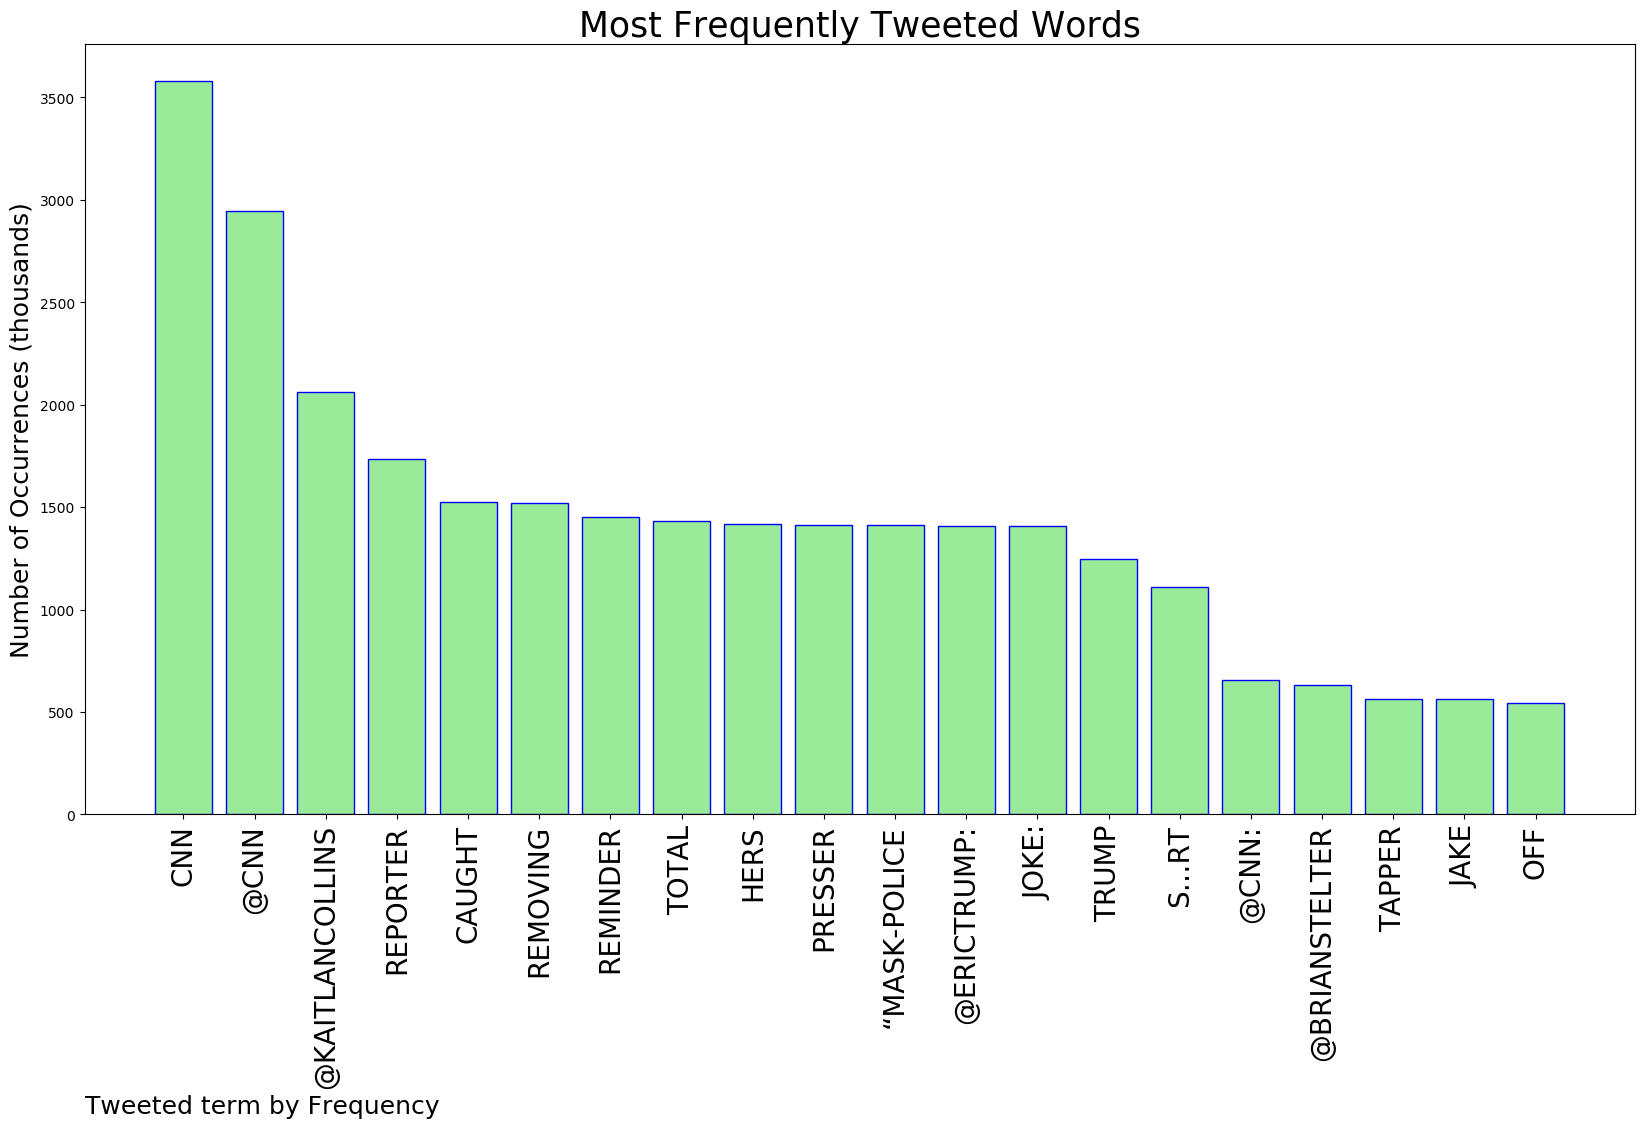 Most Frequently Tweeted Words
Number of Occurrences (thousands)
3500
3000
2500
2000
1500
1000
500
0
CNN
@CNN
@KAITLANCOLLINS
REPORTER
CAUGHT
REMOVING
REMINDER
TOTAL
HERS
PRESSER
“MASK-POLICE
@ERICTRUMP:
JOKE:
TRUMP
S…RT
@CNN:
@BRIANSTELTER
TAPPER
JAKE
OFF
Tweeted term by Frequency